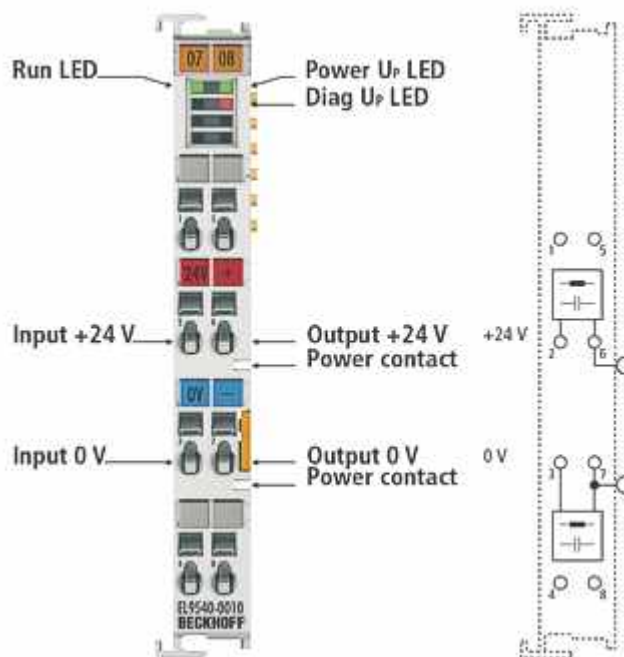 07 08
Run LED
Power Up LED
Diag Up LED
1 5
24V +
Input +24 V
Output +24 V
+24 V
2 6
Power contact
0V —
Input 0 V
Output 0 V
0 V
3 7
Power contact
4 8
EL9540-0010
BECKHOFF